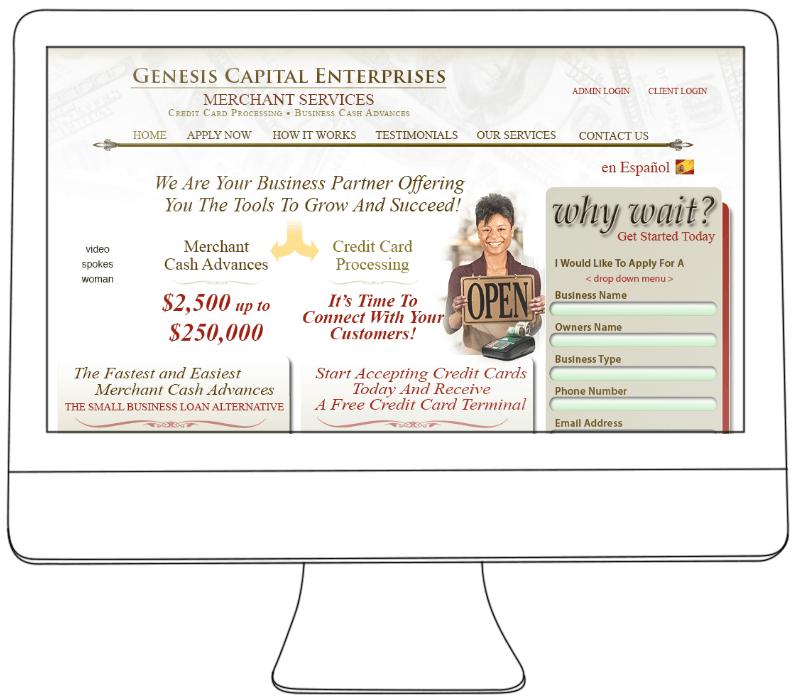 GENESIS CAPITAL ENTERPRISES
MERCHANT SERVICES
CREDIT CARD PROCESSING • BUSINESS CASH ADVANCES
ADMIN LOGIN CLIENT LOGIN
HOME APPLY NOW HOW IT WORKS TESTIMONIALS OUR SERVICES CONTACT US
en Español
We Are Your Business Partner Offering
You The Tools To Grow And Succeed!
video
spokes
woman
Merchant
Cash Advances
$2,500 up to
$250,000
Credit Card
Processing
It's Time To
Connect With Your
Customers!
OPEN
The Fastest and Easiest
Merchant Cash Advances
THE SMALL BUSINESS LOAN ALTERNATIVE
Start Accepting Credit Cards
Today And Receive
A Free Credit Card Terminal
why wait?
Get Started Today
I Would Like To Apply For A
< drop down menu >
Business Name
Owners Name
Business Type
Phone Number
Email Address